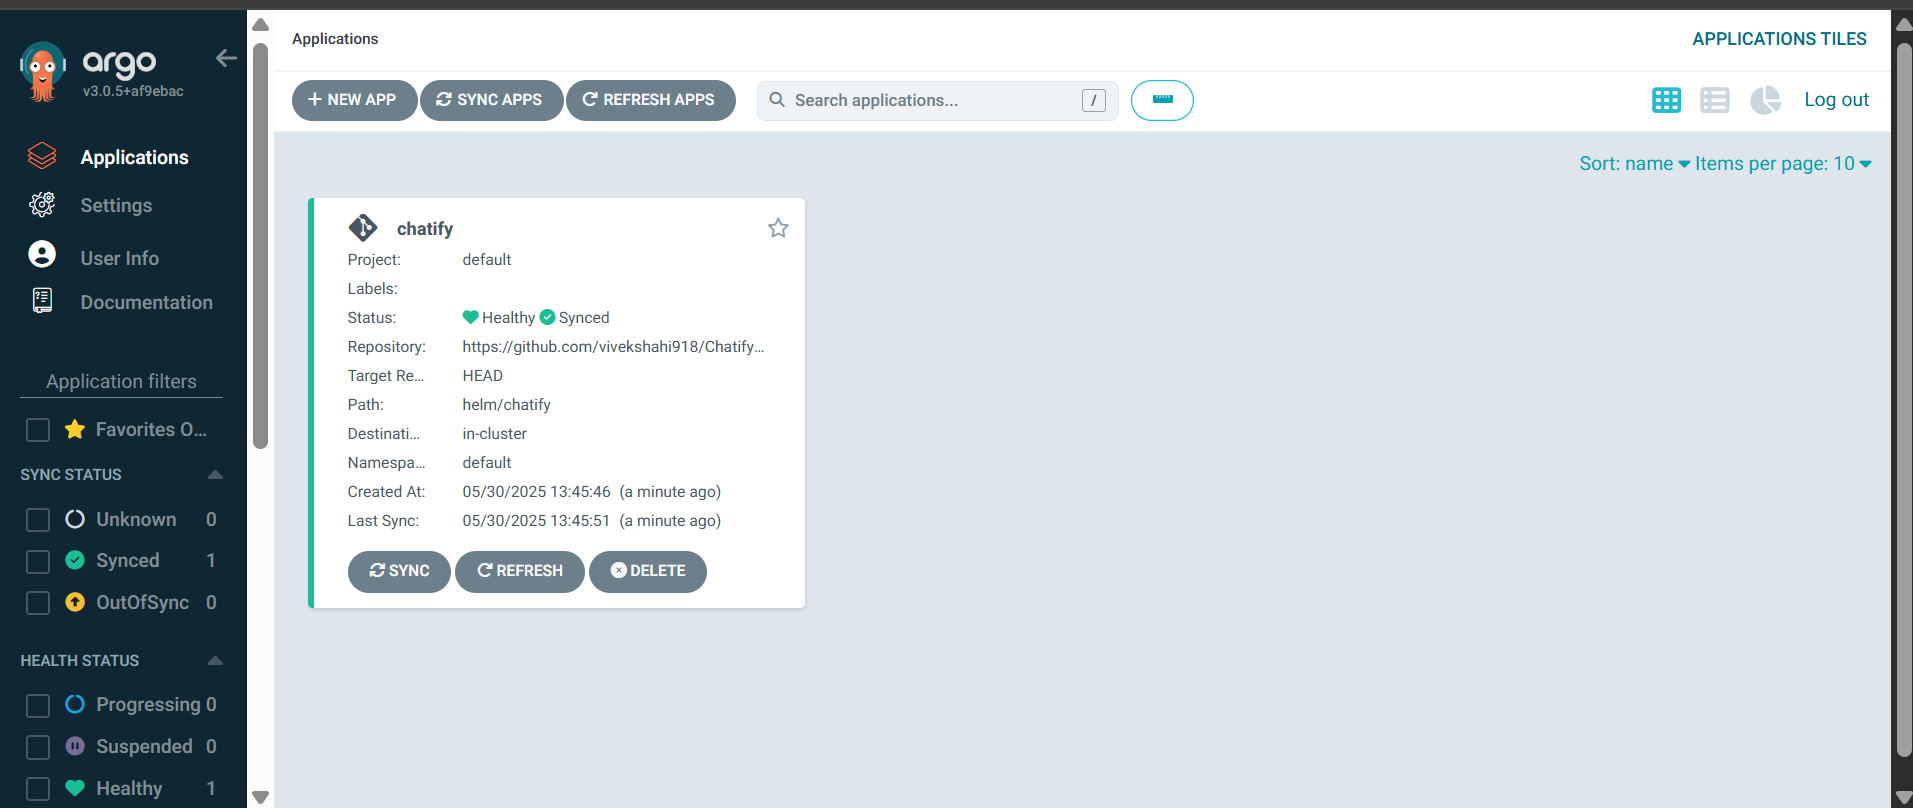 argo
v3.0.5+af9ebac
Applications
Settings
User Info
Documentation
Application filters
Favorites O...
SYNC STATUS
Unknown 0
Synced 1
OutOfSync 0
HEALTH STATUS
Progressing 0
Suspended 0
Healthy 1
Applications
APPLICATIONS TILES
+ NEW APP
SYNC APPS
REFRESH APPS
Search applications...
/
Log out
Sort: name
Items per page: 10
chatify
Project: default
Labels:
Status: Healthy Synced
Repository: https://github.com/vivekshahi918/Chatify...
Target Re... HEAD
Path: helm/chatify
Destinati... in-cluster
Namespa... default
Created At: 05/30/2025 13:45:46 (a minute ago)
Last Sync: 05/30/2025 13:45:51 (a minute ago)
SYNC
REFRESH
DELETE